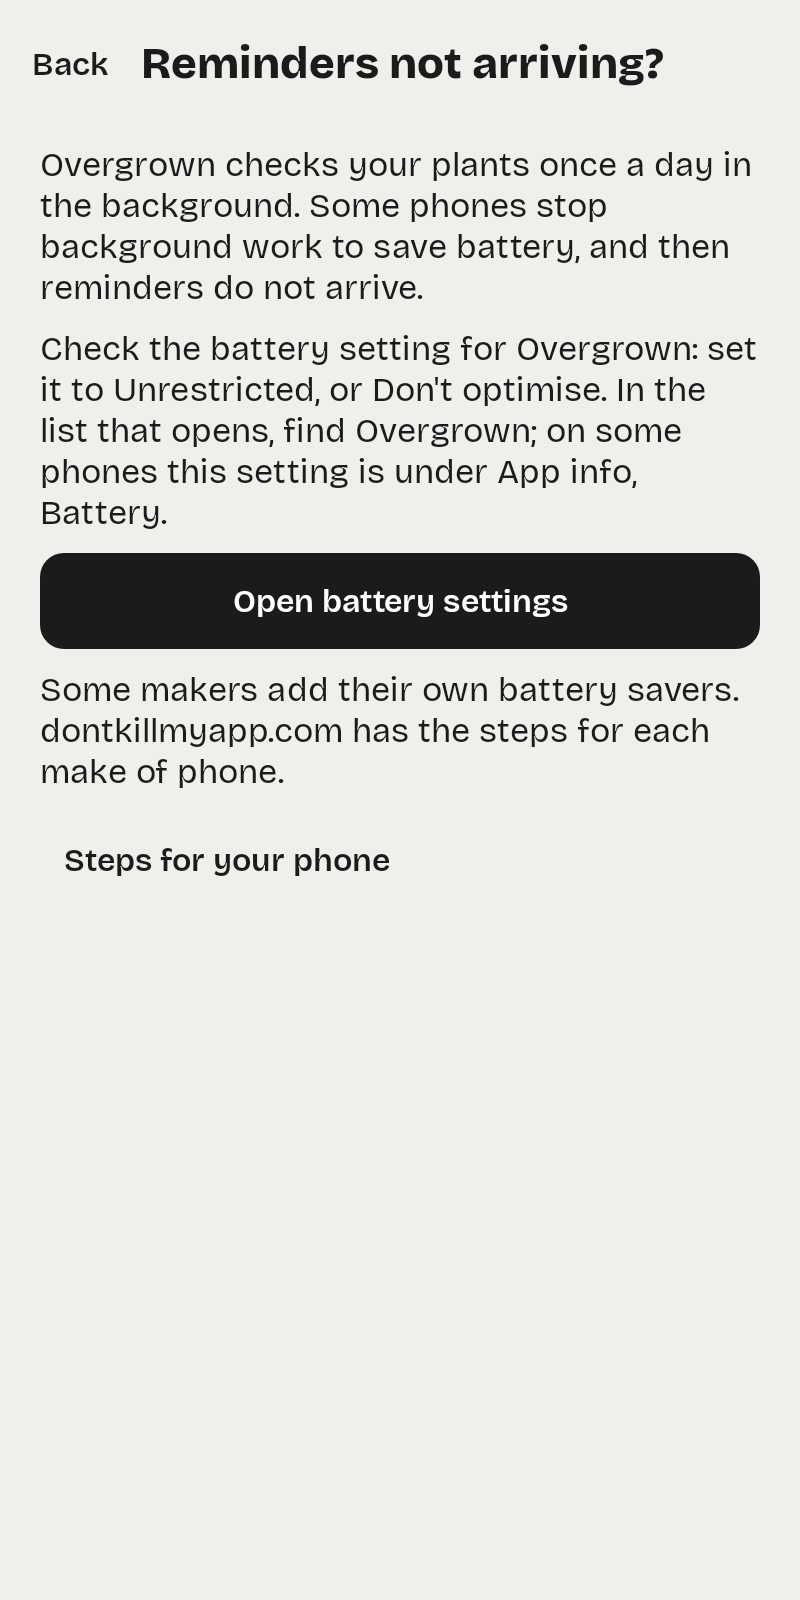 Back
Reminders not arriving?
Overgrown checks your plants once a day in
the background. Some phones stop
background work to save battery, and then
reminders do not arrive.
Check the battery setting for Overgrown: set
it to Unrestricted, or Don't optimise. In the
list that opens, find Overgrown; on some
phones this setting is under App info,
Battery.
Open battery settings
Some makers add their own battery savers.
dontkillmyapp.com has the steps for each
make of phone.
Steps for your phone